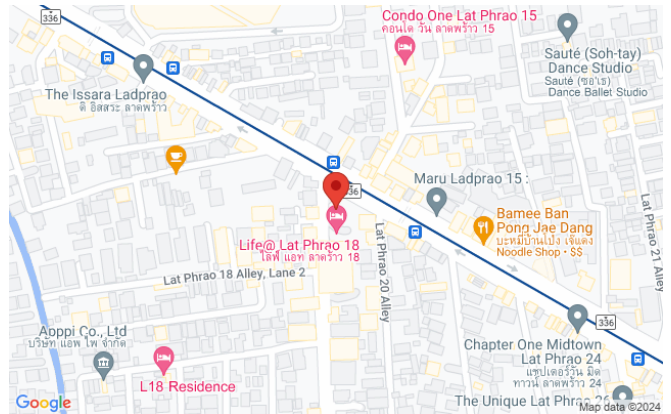 336
Condo One Lat Phrao 15
คอนโด วัน ลาดพร้าว 15
Sauté (Soh-tay)
Dance Studio
Sauté (ซอเธ่)
Dance Ballet Studio
The Issara Ladprao
ดิ อิสสระ ลาดพร้าว
336
Maru Ladprao 15 :
Bamee Ban
Pong Jae Dang
บะหมี่บ้านโป่ง เจ๊แดง
Noodle Shop • $$
Life@ Lat Phrao 18
ไลฟ์ แอท ลาดร้าว 18
Lat Phrao 20 Alley
Lat Phrao 21 Alley
Lat Phrao 18 Alley, Lane 2
336
Apppi Co., Ltd
บริษัท แอพ ไพ จำกัด
Chapter One Midtown
Lat Phrao 24
แชปเตอร์วัน มิด
ทาวน์ ลาดพร้าว 24
L18 Residence
The Unique Lat Phrao 26
Google
Map data ©2024